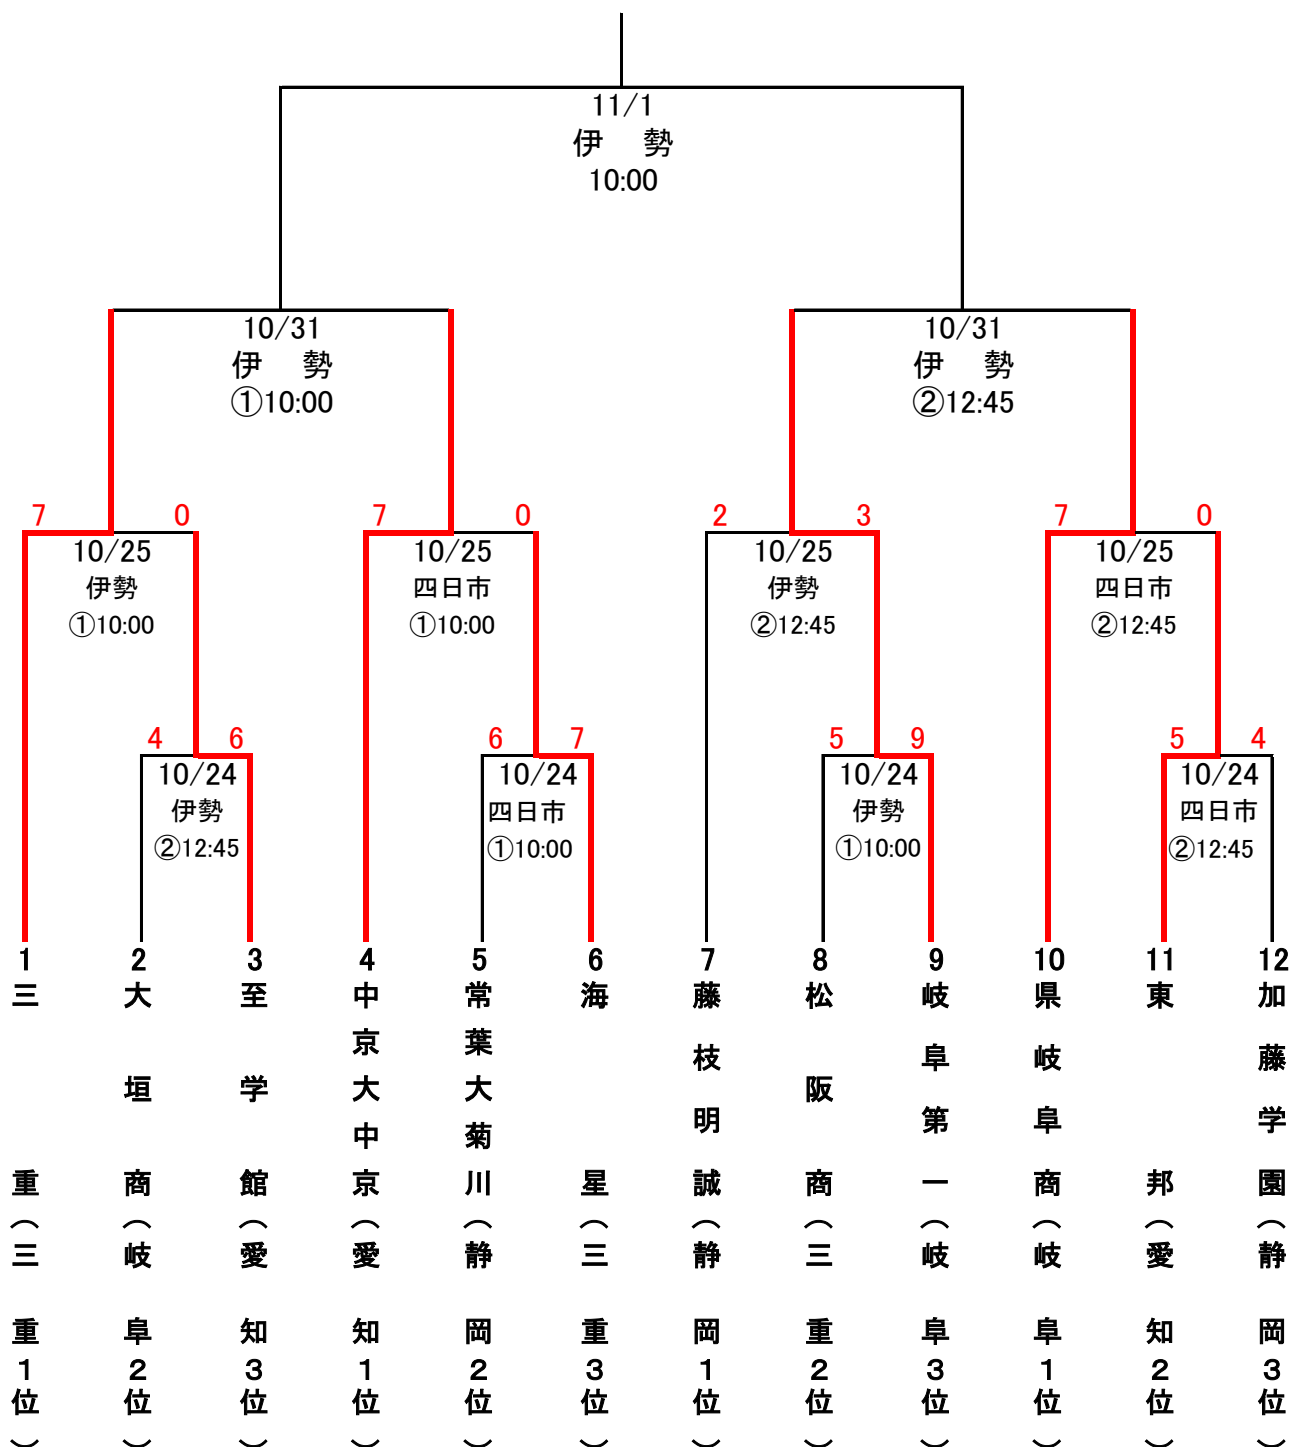 11/1
伊　勢
10:00
10/31
伊　勢
①10:00
10/31
伊　勢
②12:45
7 0
10/25
伊勢
①10:00
7 0
10/25
四日市
①10:00
2 3
10/25
伊勢
②12:45
7 0
10/25
四日市
②12:45
4 6
10/24
伊勢
②12:45
6 7
10/24
四日市
①10:00
5 9
10/24
伊勢
①10:00
5 4
10/24
四日市
②12:45
1
三重(三重1位)
2
大垣商(岐阜2位)
3
至学館(愛知3位)
4
中京大中京(愛知1位)
5
常葉大菊川(静岡2位)
6
海星(三重3位)
7
藤枝明誠(静岡1位)
8
松阪商(三重2位)
9
岐阜第一(岐阜3位)
10
県岐阜商(岐阜1位)
11
東邦(愛知2位)
12
加藤学園(静岡3位)